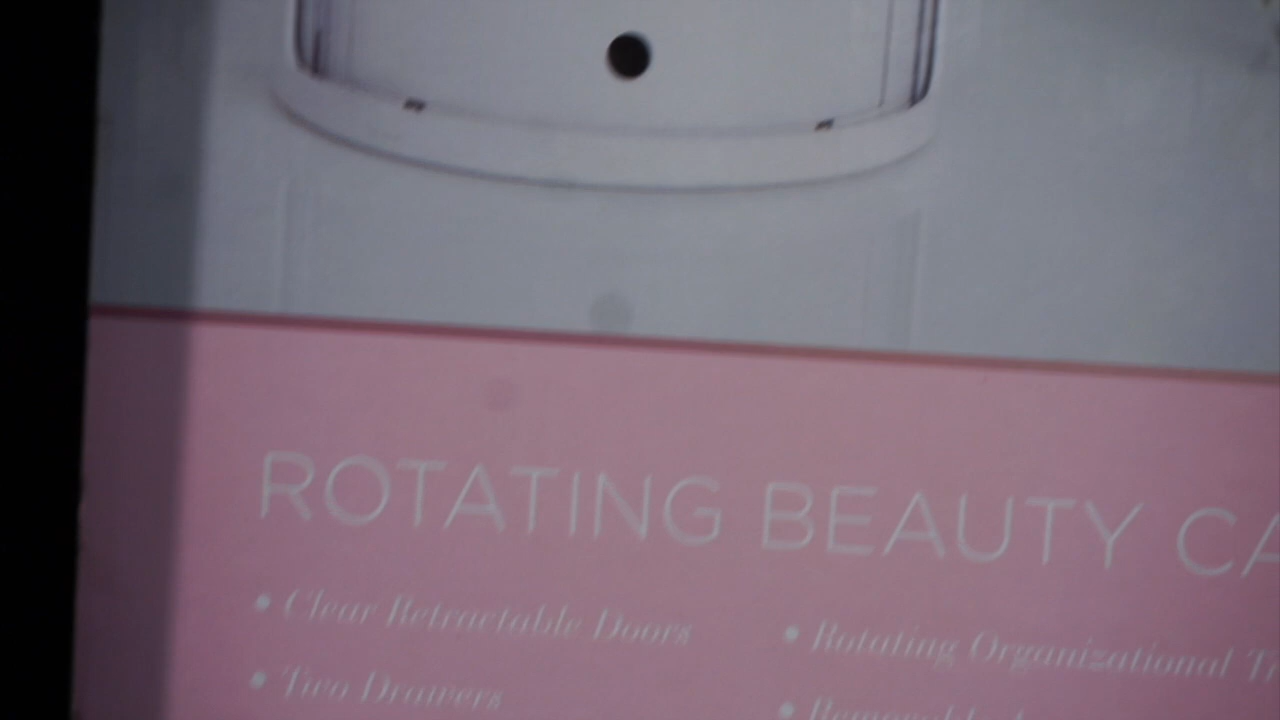 ROTATING BEAUTY CA
• Clear Retractable Doors
• Rotating Organizational
• Two Drawers